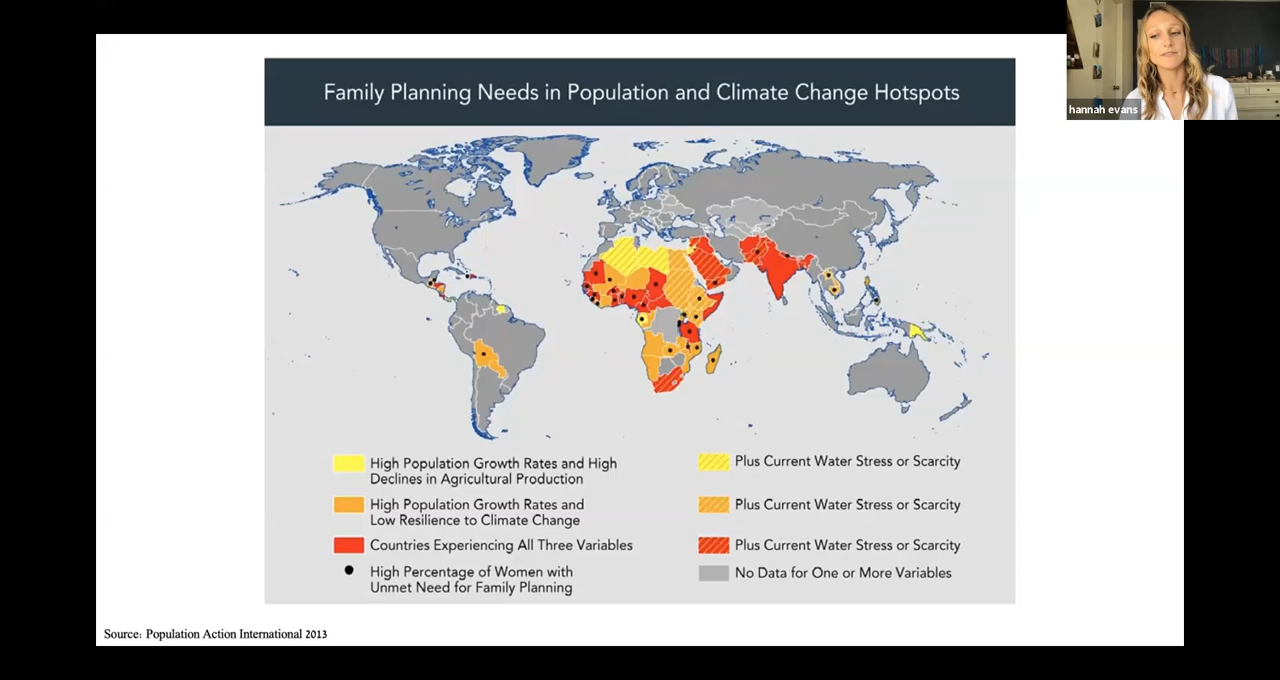 hannah evans
Family Planning Needs in Population and Climate Change Hotspots
High Population Growth Rates and High
Declines in Agricultural Production
Plus Current Water Stress or Scarcity
High Population Growth Rates and
Low Resilience to Climate Change
Plus Current Water Stress or Scarcity
Countries Experiencing All Three Variables
Plus Current Water Stress or Scarcity
High Percentage of Women with
Unmet Need for Family Planning
No Data for One or More Variables
Source: Population Action International 2013